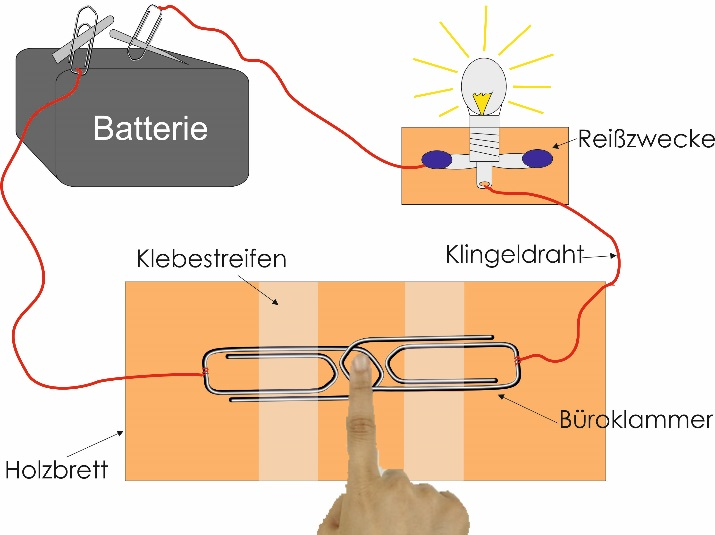 Batterie
Reißzwecke
Klebestreifen
Klingeldraht
Büroklammer
Holzbrett